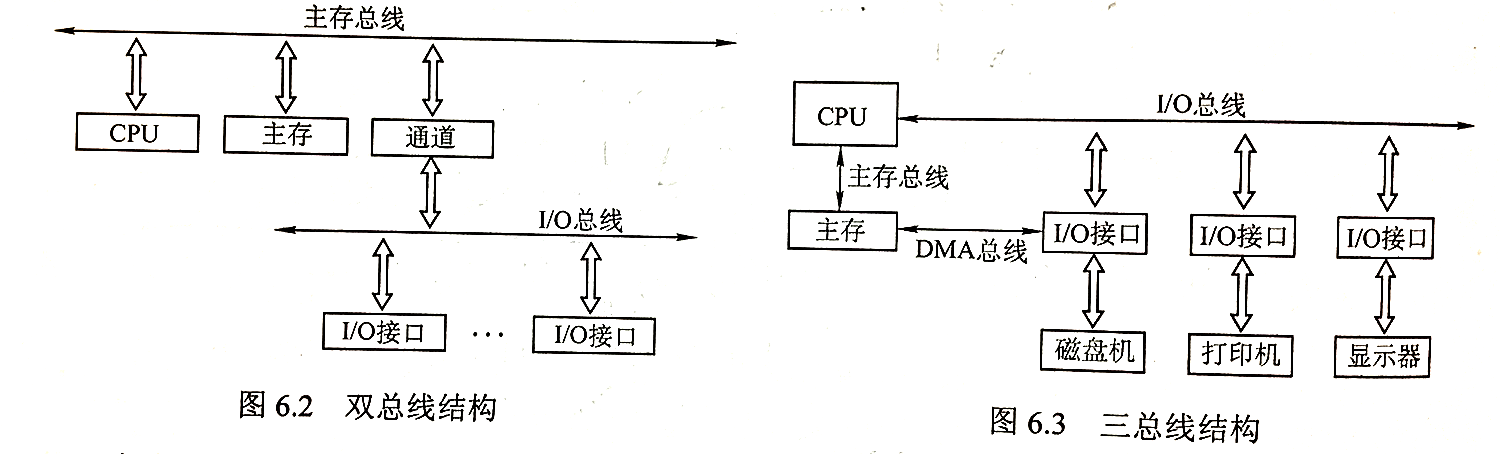 主存总线
CPU
主存
通道
I/O总线
I/O接口
···
I/O接口
图 6.2 双总线结构
CPU
I/O总线
主存总线
主存
DMA总线
I/O接口
I/O接口
I/O接口
磁盘机
打印机
显示器
图 6.3 三总线结构